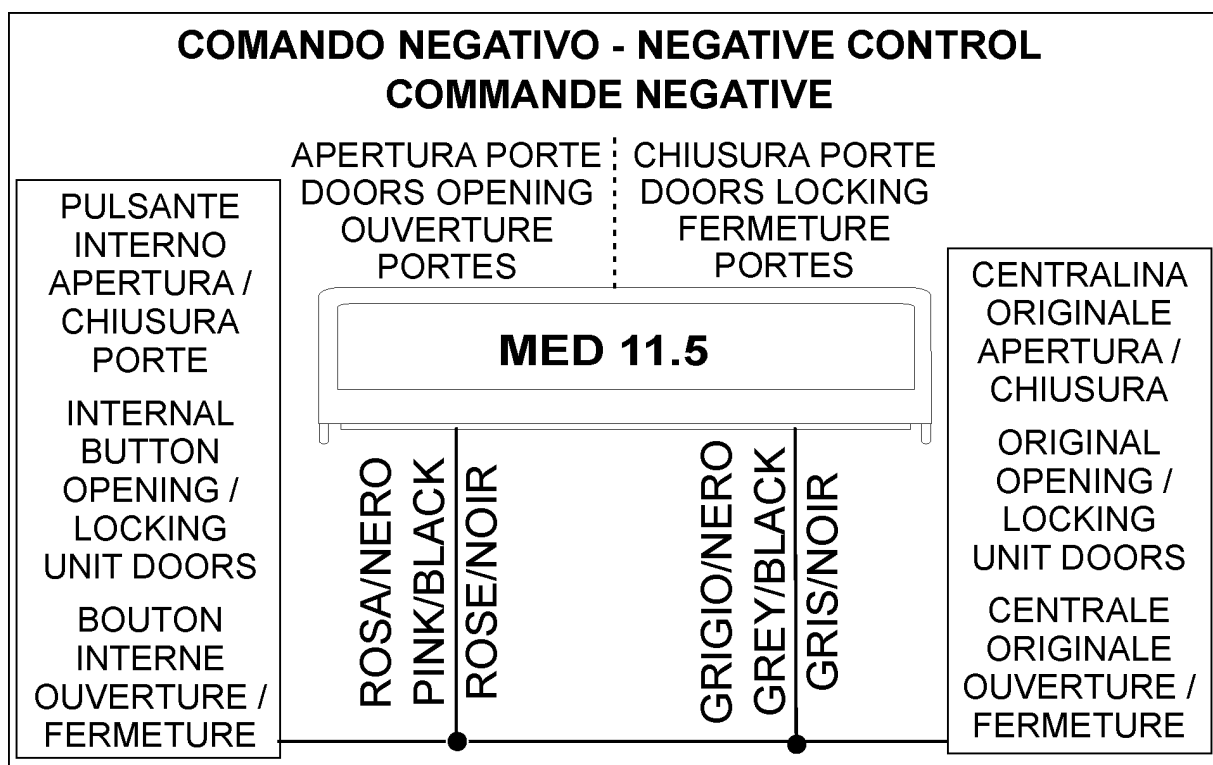 COMANDO NEGATIVO - NEGATIVE CONTROL
COMMANDE NEGATIVE
APERTURA PORTE
DOORS OPENING
OUVERTURE
PORTES
CHIUSURA PORTE
DOORS LOCKING
FERMETURE
PORTES
PULSANTE
INTERNO
APERTURA /
CHIUSURA
PORTE
INTERNAL
BUTTON
OPENING /
LOCKING
UNIT DOORS
BOUTON
INTERNE
OUVERTURE /
FERMETURE
MED 11.5
ROSA/NERO
PINK/BLACK
ROSE/NOIR
GRIGIO/NERO
GREY/BLACK
GRIS/NOIR
CENTRALINA
ORIGINALE
APERTURA /
CHIUSURA
ORIGINAL
OPENING /
LOCKING
UNIT DOORS
CENTRALE
ORIGINALE
OUVERTURE /
FERMETURE